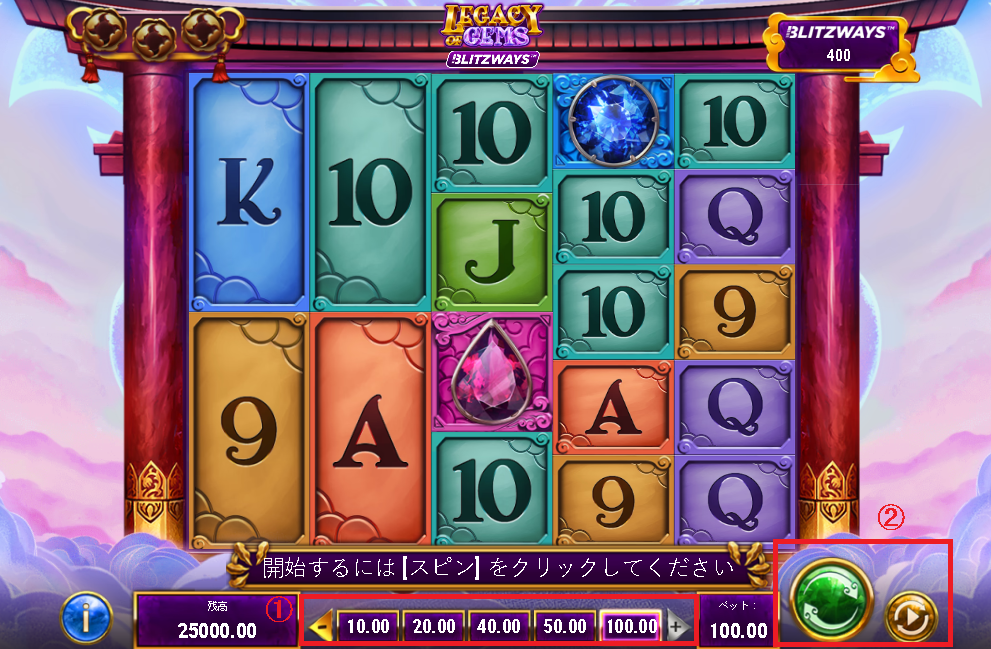 LEGACY
OF GEMS
BLITZWAYS™
BLITZWAYS™
400
K 10 10 10
10 Q
J
10 9
9 A A Q
10 9 Q
②
開始するには [スピン] をクリックしてください
残高
25000.00
①
10.00 20.00 40.00 50.00 100.00 +
ベット:
100.00
i